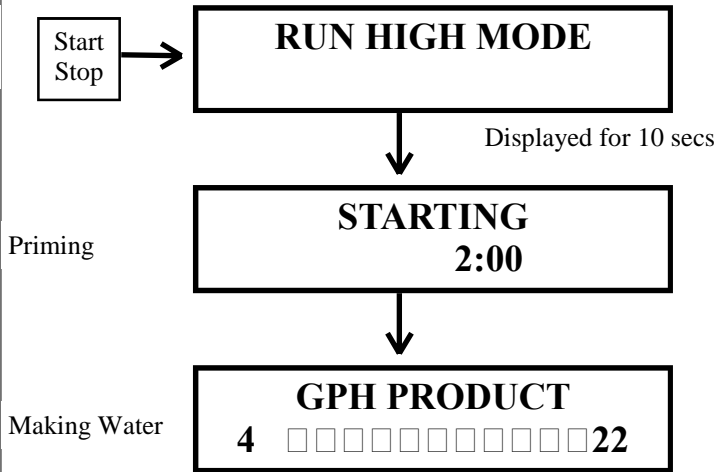 Start
Stop
RUN HIGH MODE
Displayed for 10 secs
STARTING
2:00
Priming
GPH PRODUCT
4 □□□□□□□□□□□22
Making Water